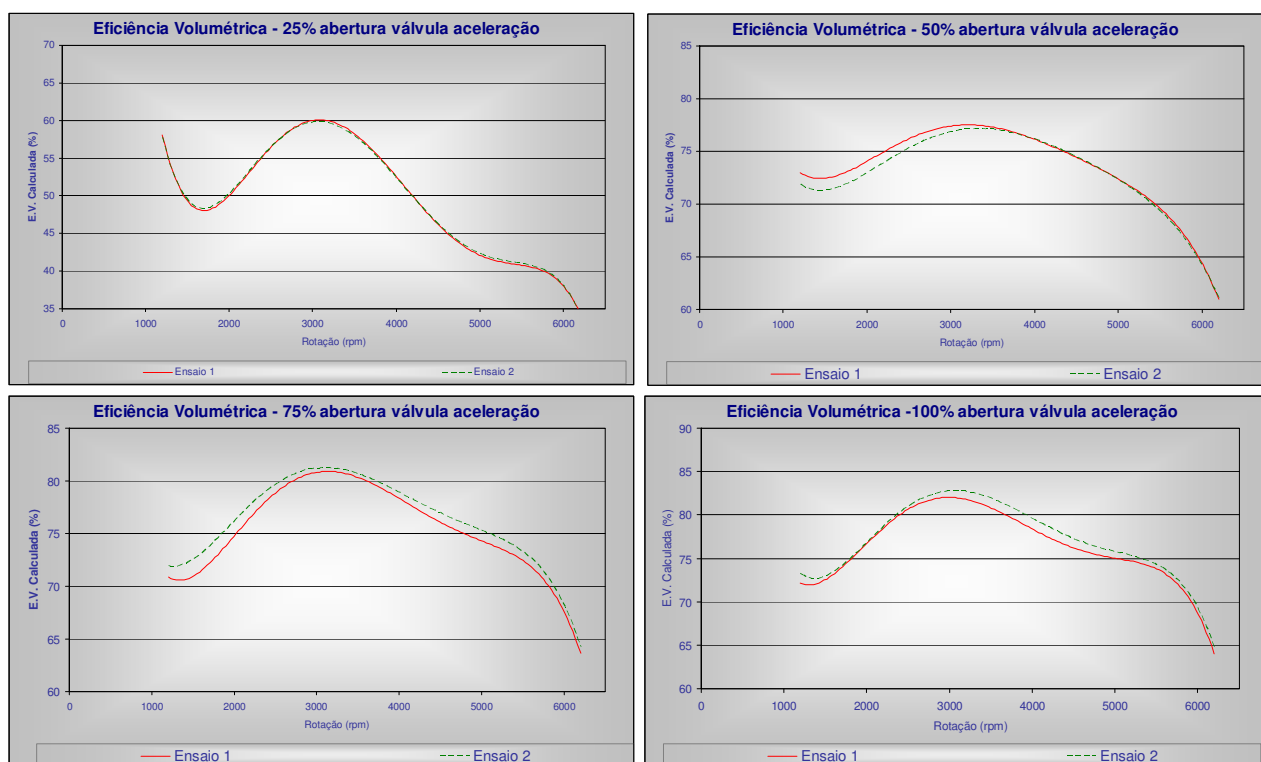 Eficiência Volumétrica - 25% abertura válvula aceleração
70
65
60
55
50
45
40
35
E.V. Calculada (%)
0 1000 2000 3000 4000 5000 6000
Rotação (rpm)
Ensaio 1 Ensaio 2
Eficiência Volumétrica - 50% abertura válvula aceleração
85
80
75
70
65
60
E.V. Calculada (%)
0 1000 2000 3000 4000 5000 6000
Rotação (rpm)
Ensaio 1 Ensaio 2
Eficiência Volumétrica - 75% abertura válvula aceleração
85
80
75
70
65
60
E.V. Calculada (%)
0 1000 2000 3000 4000 5000 6000
Rotação (rpm)
Ensaio 1 Ensaio 2
Eficiência Volumétrica -100% abertura válvula aceleração
90
85
80
75
70
65
60
E.V. Calculada (%)
0 1000 2000 3000 4000 5000 6000
Rotação (rpm)
Ensaio 1 Ensaio 2